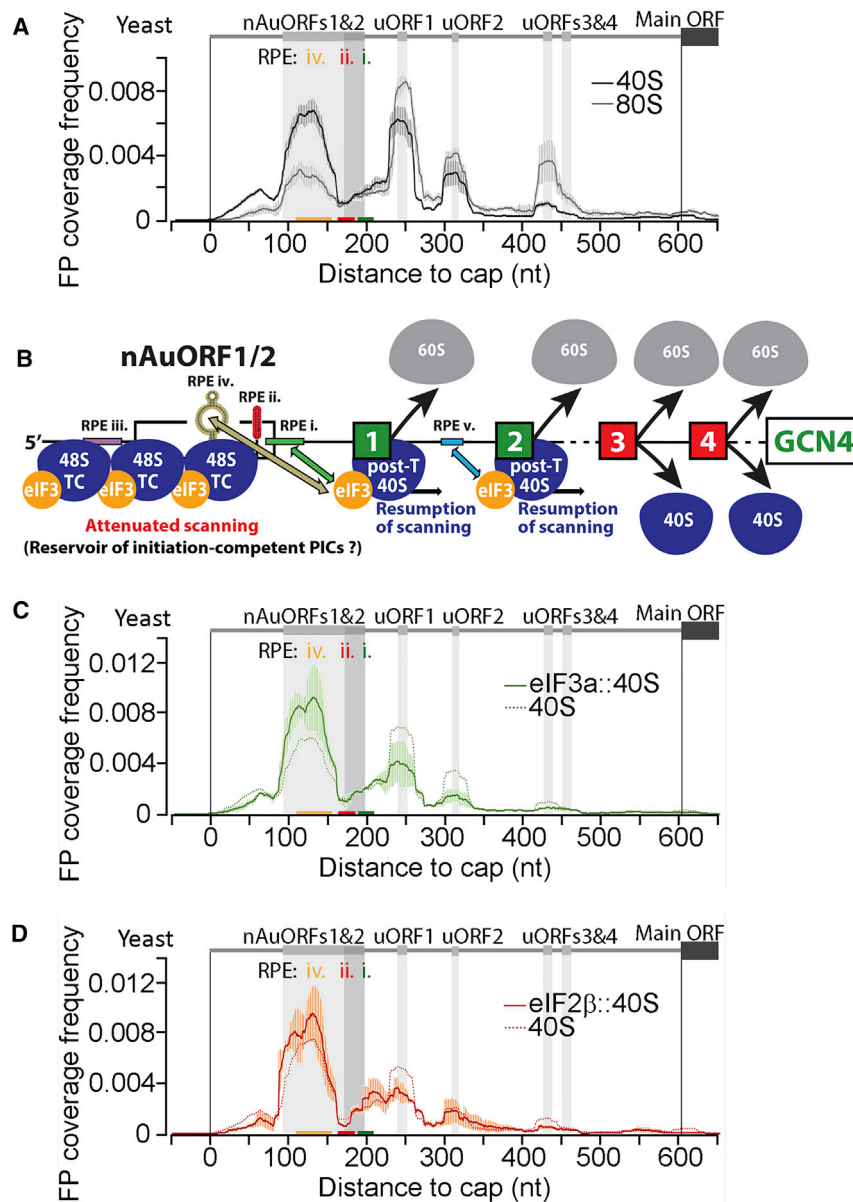 A
Yeast nAuORFs1&2 uORF1 uORF2 uORFs3&4 Main ORF
RPE: iv. ii. i.
40S
80S
FP coverage frequency
0.008
0.004
0
0 100 200 300 400 500 600
Distance to cap (nt)
B
nAuORF1/2
60S 60S 60S 60S
RPE iv.
RPE ii.
RPE iii. RPE i. RPE v.
5' 1 2 3 4 GCN4
48S TC 48S TC 48S TC
eIF3 eIF3 eIF3 eIF3 post-T 40S eIF3 post-T 40S
Attenuated scanning
(Reservoir of initiation-competent PICs ?)
Resumption of scanning
Resumption of scanning
40S 40S
C
Yeast nAuORFs1&2 uORF1 uORF2 uORFs3&4 Main ORF
RPE: iv. ii. i.
eIF3a::40S
40S
FP coverage frequency
0.012
0.008
0.004
0
0 100 200 300 400 500 600
Distance to cap (nt)
D
Yeast nAuORFs1&2 uORF1 uORF2 uORFs3&4 Main ORF
RPE: iv. ii. i.
eIF2β::40S
40S
FP coverage frequency
0.012
0.008
0.004
0
0 100 200 300 400 500 600
Distance to cap (nt)